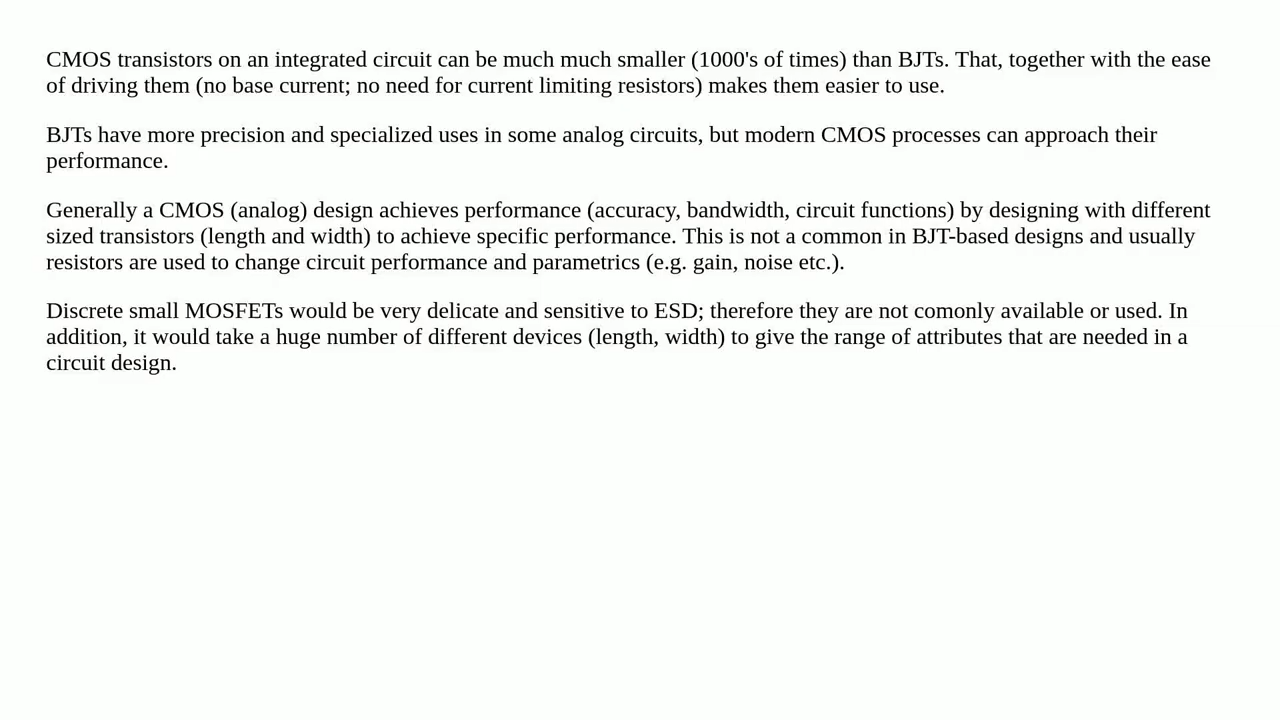 CMOS transistors on an integrated circuit can be much much smaller (1000's of times) than BJTs. That, together with the ease
of driving them (no base current; no need for current limiting resistors) makes them easier to use.
BJTs have more precision and specialized uses in some analog circuits, but modern CMOS processes can approach their
performance.
Generally a CMOS (analog) design achieves performance (accuracy, bandwidth, circuit functions) by designing with different
sized transistors (length and width) to achieve specific performance. This is not a common in BJT-based designs and usually
resistors are used to change circuit performance and parametrics (e.g. gain, noise etc.).
Discrete small MOSFETs would be very delicate and sensitive to ESD; therefore they are not comonly available or used. In
addition, it would take a huge number of different devices (length, width) to give the range of attributes that are needed in a
circuit design.